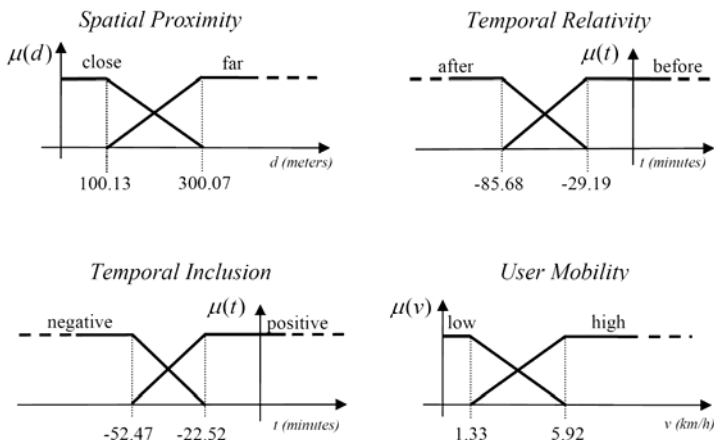 Spatial Proximity
μ(d)
close
far
d (meters)
100.13
300.07
Temporal Relativity
after
μ(t)
before
t (minutes)
-85.68
-29.19
Temporal Inclusion
negative
μ(t)
positive
t (minutes)
-52.47
-22.52
User Mobility
μ(v)
low
high
v (km/h)
1.33
5.92